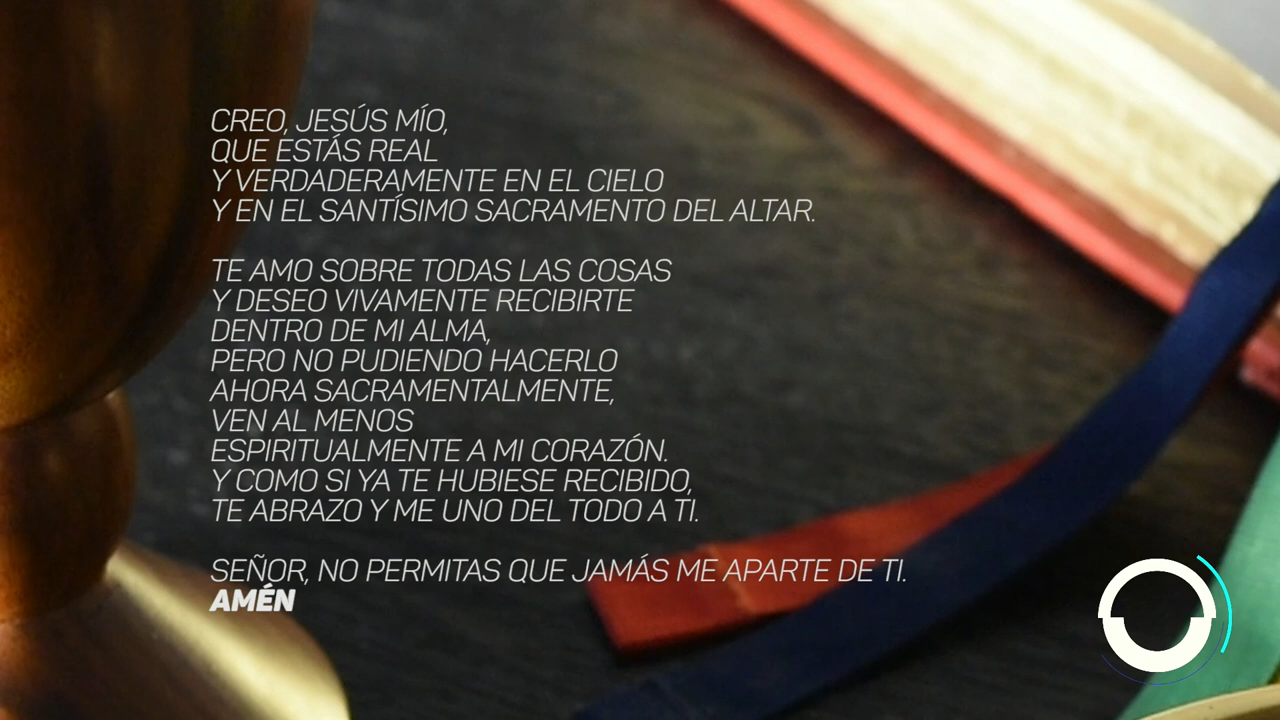 CREO, JESÚS MÍO,
QUE ESTÁS REAL
Y VERDADERAMENTE EN EL CIELO
Y EN EL SANTÍSIMO SACRAMENTO DEL ALTAR.
TE AMO SOBRE TODAS LAS COSAS
Y DESEO VIVAMENTE RECIBIRTE
DENTRO DE MI ALMA,
PERO NO PUDIENDO HACERLO
AHORA SACRAMENTALMENTE,
VEN AL MENOS
ESPIRITUALMENTE A MI CORAZÓN.
Y COMO SI YA TE HUBIESE RECIBIDO,
TE ABRAZO Y ME UNO DEL TODO A TI.
SEÑOR, NO PERMITAS QUE JAMÁS ME APARTE DE TI.
AMÉN